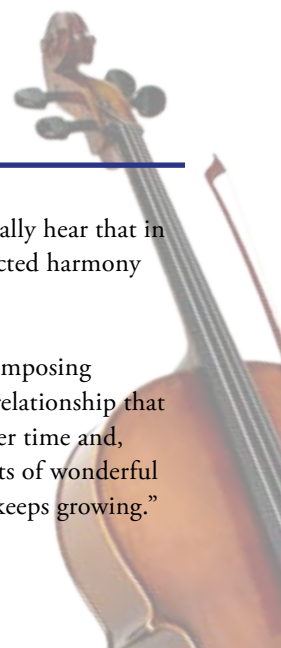 ally hear that in
cted harmony
mposing
relationship that
er time and,
ts of wonderful
keeps growing.”